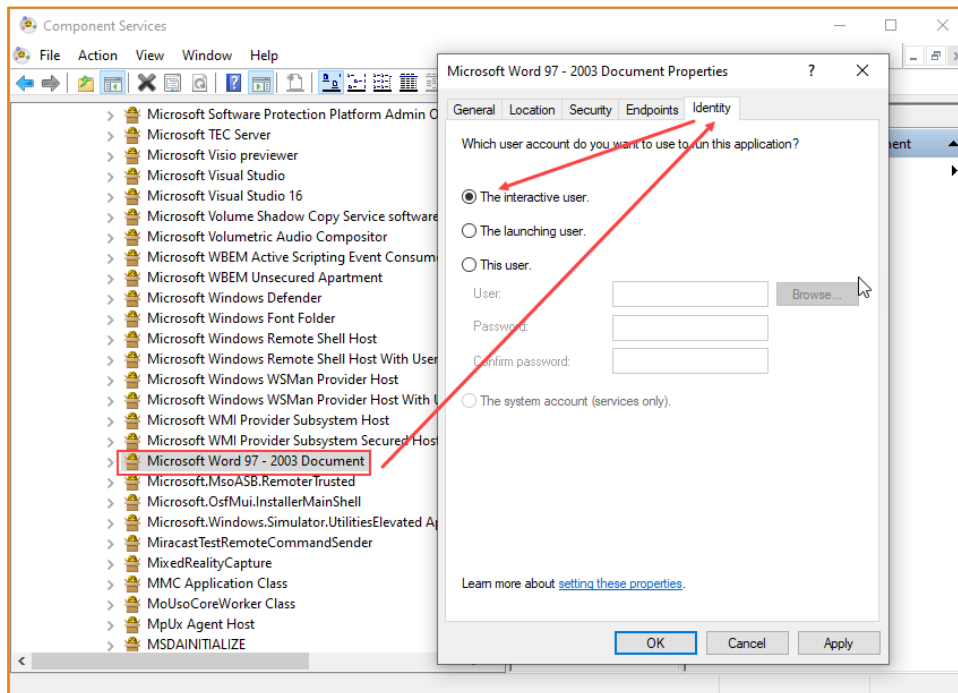 Component Services
File Action View Window Help
Microsoft Software Protection Platform Admin O
Microsoft TEC Server
Microsoft Visio previewer
Microsoft Visual Studio
Microsoft Visual Studio 16
Microsoft Volume Shadow Copy Service software
Microsoft Volumetric Audio Compositor
Microsoft WBEM Active Scripting Event Consum
Microsoft WBEM Unsecured Apartment
Microsoft Windows Defender
Microsoft Windows Font Folder
Microsoft Windows Remote Shell Host
Microsoft Windows Remote Shell Host With User
Microsoft Windows WSMan Provider Host
Microsoft Windows WSMan Provider Host With U
Microsoft WMI Provider Subsystem Host
Microsoft WMI Provider Subsystem Secured Host
Microsoft Word 97 - 2003 Document
Microsoft.MsoASB.RemoterTrusted
Microsoft.OsfMui.InstallerMainShell
Microsoft.Windows.Simulator.UtilitiesElevated Ap
MiracastTestRemoteCommandSender
MixedRealityCapture
MMC Application Class
MoUsoCoreWorker Class
MpUx Agent Host
MSDAINITIALIZE
Microsoft Word 97 - 2003 Document Properties
General Location Security Endpoints Identity
Which user account do you want to use to run this application?
The interactive user.
The launching user.
This user.
User:
Browse...
Password:
Confirm password:
The system account (services only).
Learn more about setting these properties.
OK Cancel Apply
ent